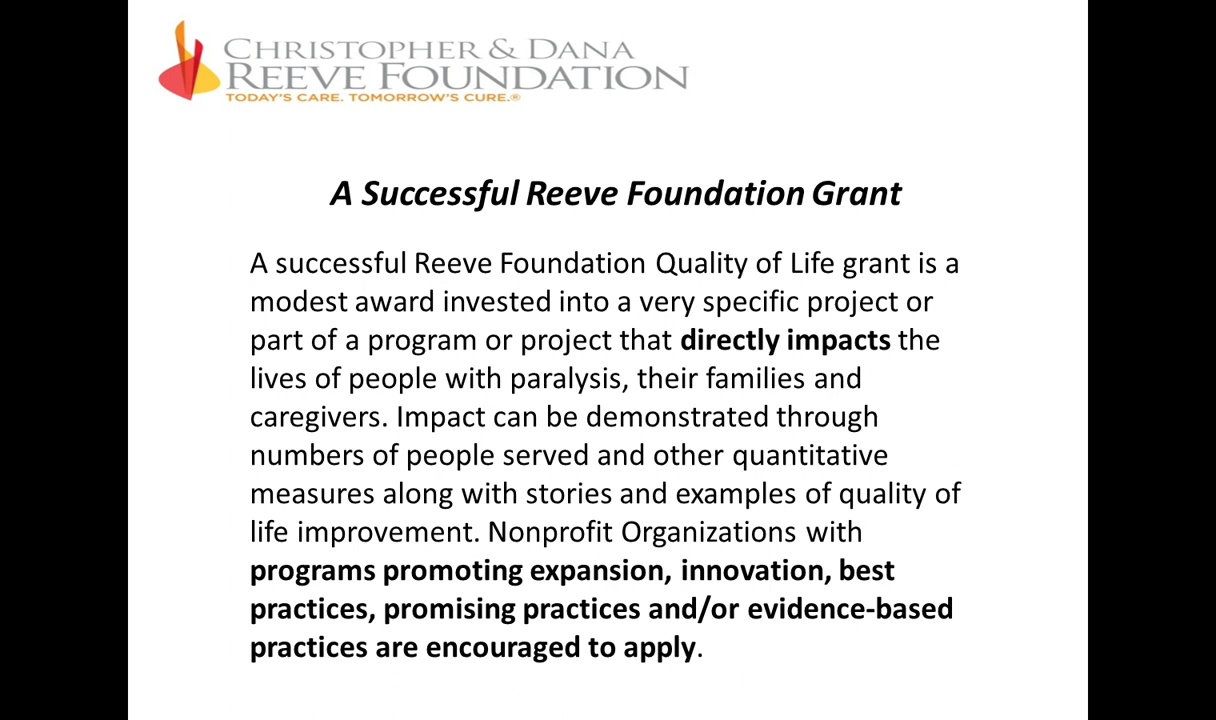 CHRISTOPHER & DANA
REEVE FOUNDATION
TODAY'S CARE. TOMORROW'S CURE.®
A Successful Reeve Foundation Grant
A successful Reeve Foundation Quality of Life grant is a
modest award invested into a very specific project or
part of a program or project that directly impacts the
lives of people with paralysis, their families and
caregivers. Impact can be demonstrated through
numbers of people served and other quantitative
measures along with stories and examples of quality of
life improvement. Nonprofit Organizations with
programs promoting expansion, innovation, best
practices, promising practices and/or evidence-based
practices are encouraged to apply.